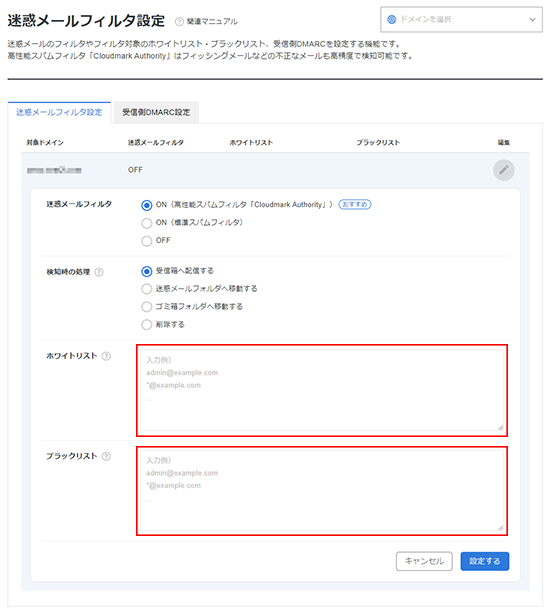 迷惑メールフィルタ設定 ? 関連マニュアル
ドメインを選択
迷惑メールのフィルタやフィルタ対象のホワイトリスト・ブラックリスト、受信側DMARCを設定する機能です。
高性能スパムフィルタ「Cloudmark Authority」はフィッシングメールなどの不正なメールも高精度で検知可能です。
迷惑メールフィルタ設定 受信側DMARC設定
対象ドメイン 迷惑メールフィルタ ホワイトリスト ブラックリスト 編集
OFF
迷惑メールフィルタ
ON（高性能スパムフィルタ「Cloudmark Authority」） おすすめ
ON（標準スパムフィルタ）
OFF
検知時の処理 ?
受信箱へ配信する
迷惑メールフォルダへ移動する
ゴミ箱フォルダへ移動する
削除する
ホワイトリスト ?
入力例）
admin@example.com
*@example.com
...
ブラックリスト ?
入力例）
admin@example.com
*@example.com
...
キャンセル 設定する